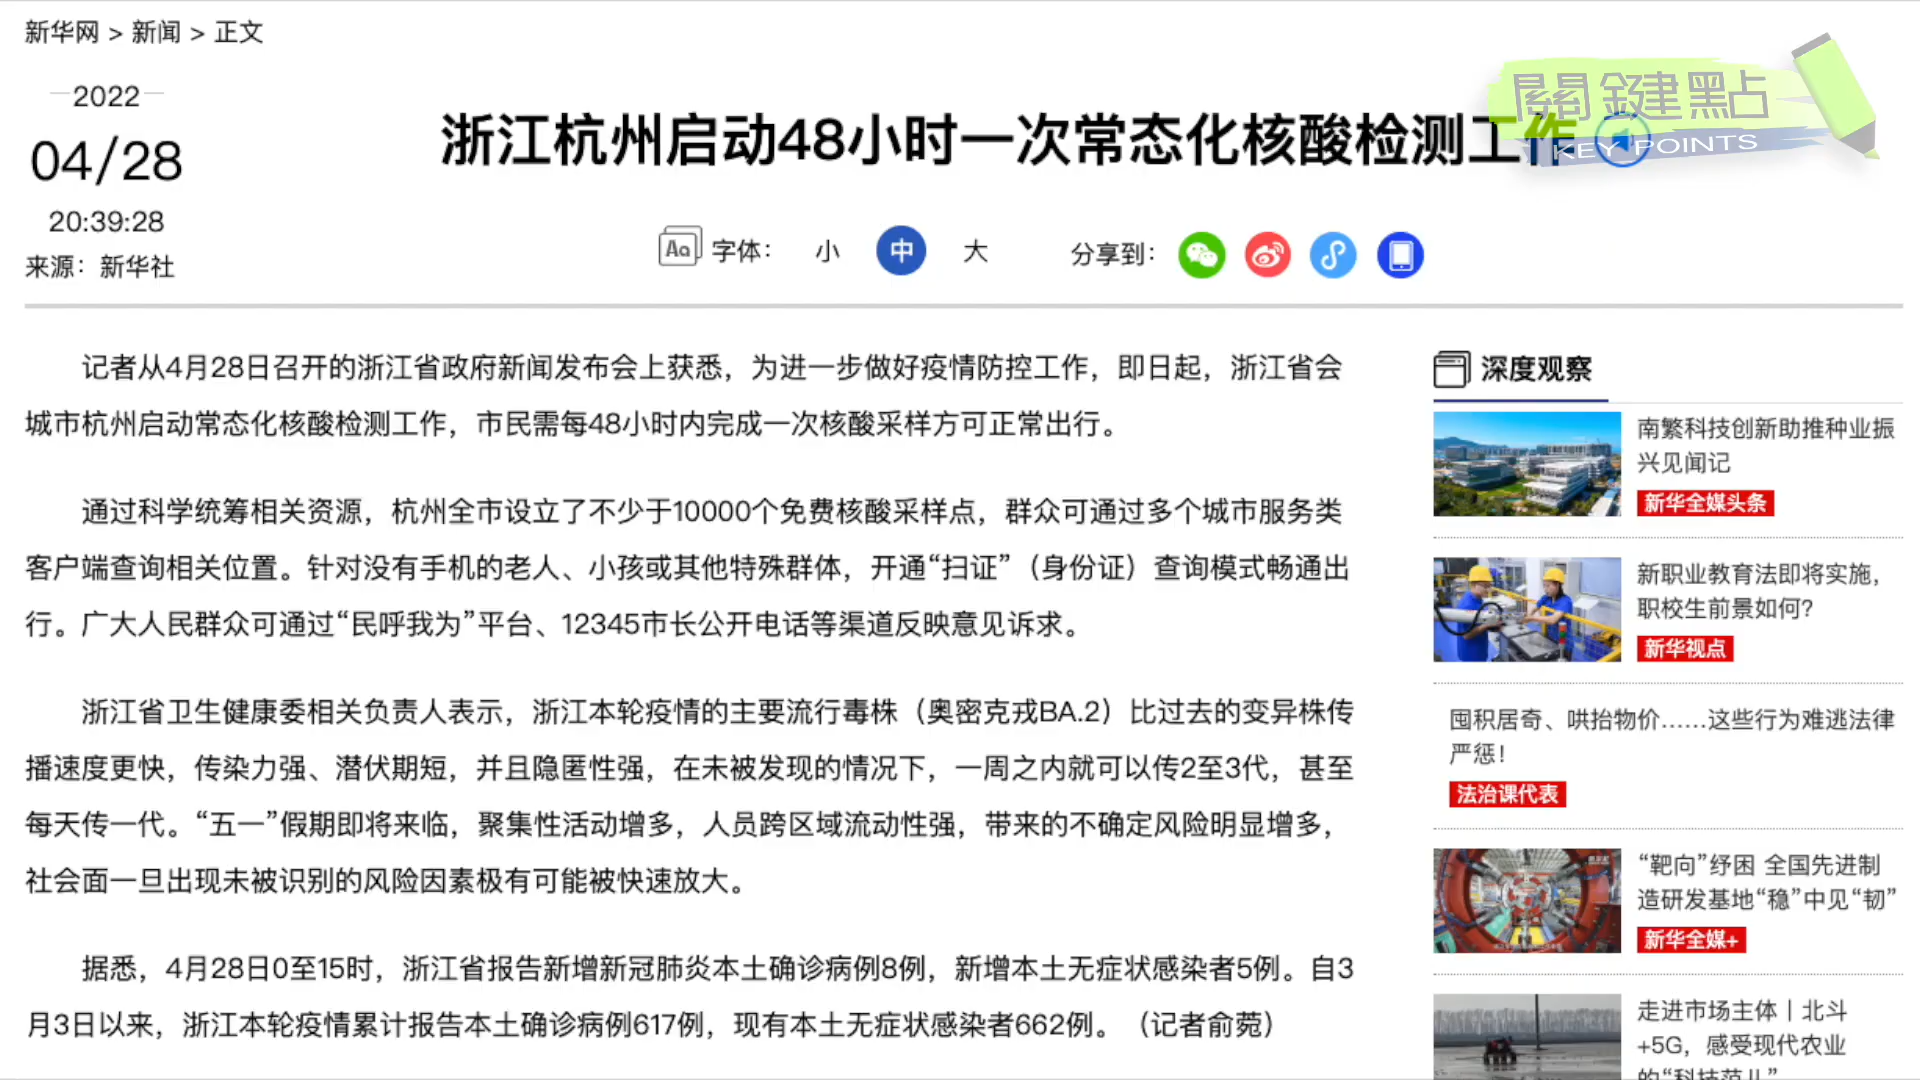 新华网 > 新闻 > 正文
2022
04/28
20:39:28
来源：新华社
浙江杭州启动48小时一次常态化核酸检测工作
關鍵點
KEY POINTS
Aa 字体： 小 中 大 分享到：
记者从4月28日召开的浙江省政府新闻发布会上获悉，为进一步做好疫情防控工作，即日起，浙江省会
城市杭州启动常态化核酸检测工作，市民需每48小时内完成一次核酸采样方可正常出行。
通过科学统筹相关资源，杭州全市设立了不少于10000个免费核酸采样点，群众可通过多个城市服务类
客户端查询相关位置。针对没有手机的老人、小孩或其他特殊群体，开通“扫证”（身份证）查询模式畅通出
行。广大人民群众可通过“民呼我为”平台、12345市长公开电话等渠道反映意见诉求。
浙江省卫生健康委相关负责人表示，浙江本轮疫情的主要流行毒株（奥密克戎BA.2）比过去的变异株传
播速度更快，传染力强、潜伏期短，并且隐匿性强，在未被发现的情况下，一周之内就可以传2至3代，甚至
每天传一代。“五一”假期即将来临，聚集性活动增多，人员跨区域流动性强，带来的不确定风险明显增多，
社会面一旦出现未被识别的风险因素极有可能被快速放大。
据悉，4月28日0至15时，浙江省报告新增新冠肺炎本土确诊病例8例，新增本土无症状感染者5例。自3
月3日以来，浙江本轮疫情累计报告本土确诊病例617例，现有本土无症状感染者662例。（记者俞菀）
深度观察
南繁科技创新助推种业振
兴见闻记
新华全媒头条
新职业教育法即将实施，
职校生前景如何?
新华视点
囤积居奇、哄抬物价……这些行为难逃法律
严惩！
法治课代表
“靶向”纾困 全国先进制
造研发基地“稳”中见“韧”
新华全媒+
走进市场主体丨北斗
+5G，感受现代农业
的“科技范儿”